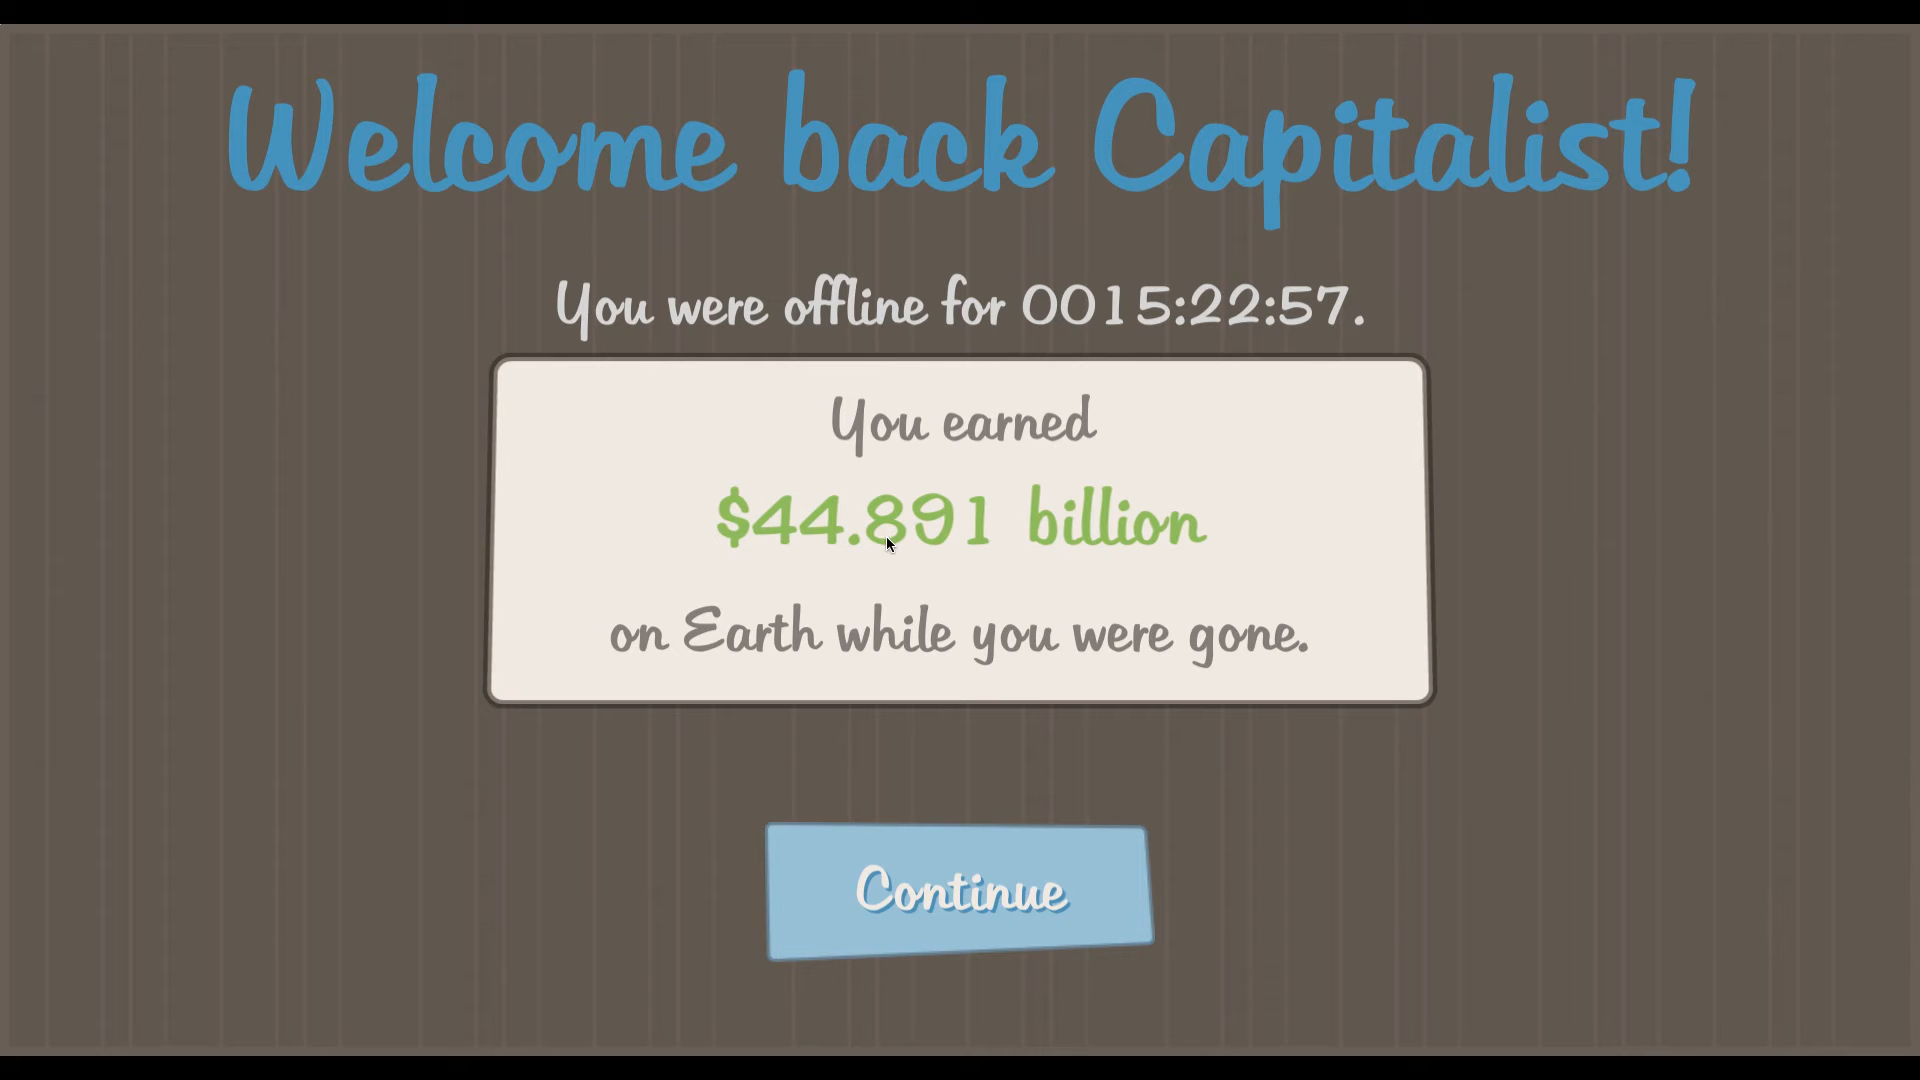 Welcome back Capitalist!
You were offline for 0015:22:57.
You earned
$44.891 billion
on Earth while you were gone.
Continue